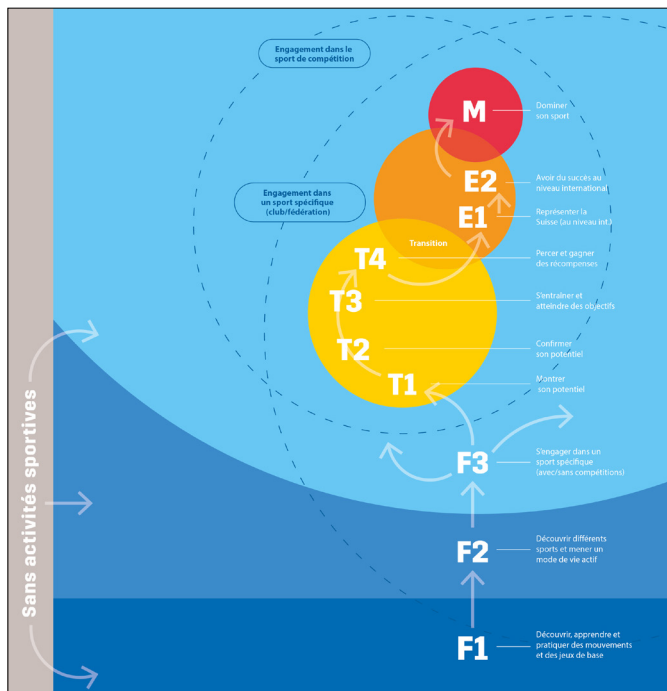 Engagement dans le
sport de compétition
M
Dominer
son sport
E2
Avoir du succès au
niveau international
Engagement dans
un sport spécifique
(club/fédération)
E1
Représenter la
Suisse (au niveau int.)
Transition
T4
Percer et gagner
des récompenses
T3
S'entraîner et
atteindre des objectifs
T2
Confirmer
son potentiel
T1
Montrer
son potentiel
F3
S'engager dans un
sport spécifique
(avec/sans compétitions)
F2
Découvrir différents
sports et mener un
mode de vie actif
F1
Découvrir, apprendre et
pratiquer des mouvements
et des jeux de base
Sans activités sportives